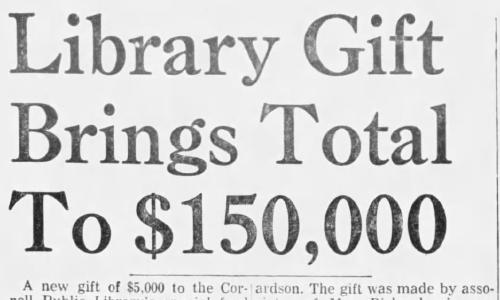 Library Gift
Brings Total
To $150,000
A new gift of $5,000 to the Cor-
ardson. The gift was made by asso-